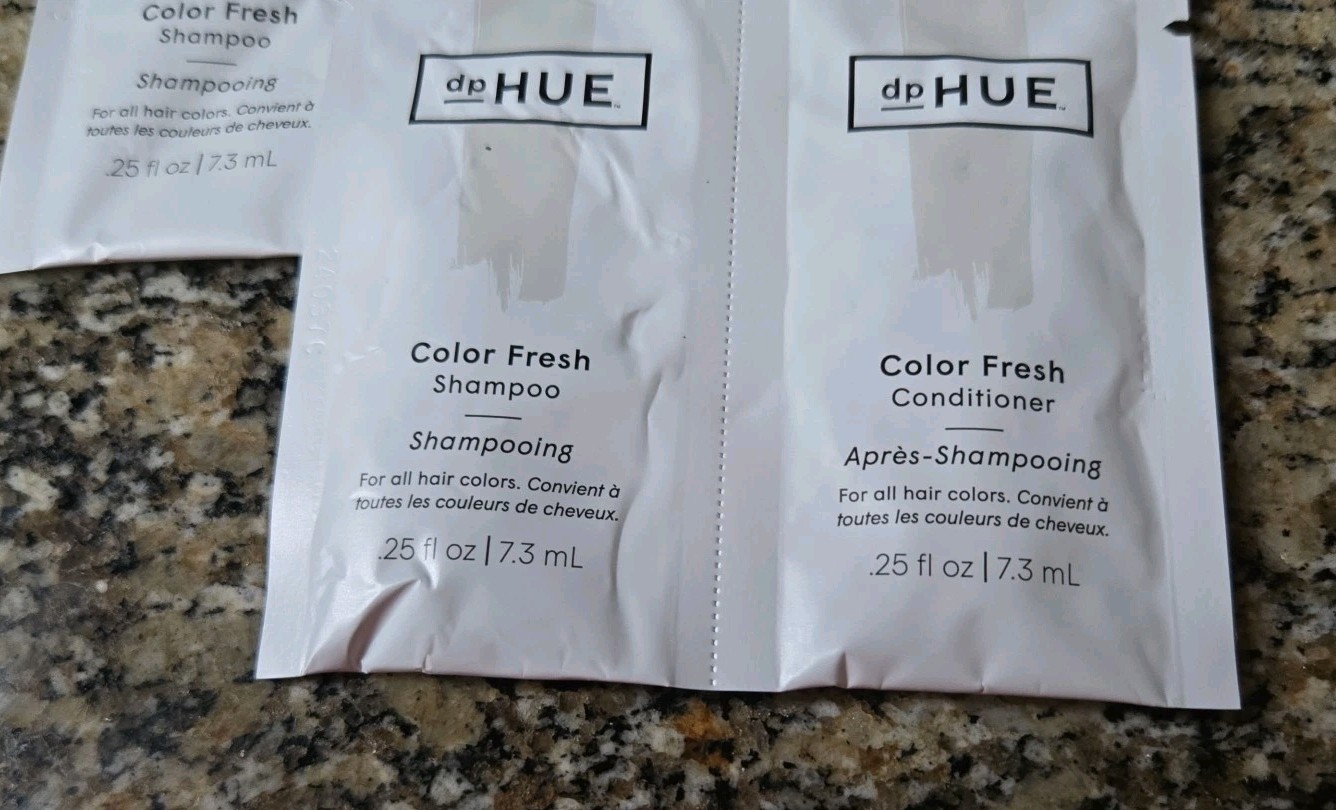 Color Fresh
Shampoo
Shampooing
For all hair colors. Convient à
toutes les couleurs de cheveux.
.25 fl oz | 7.3 mL
dpHUE™
Color Fresh
Shampoo
Shampooing
For all hair colors. Convient à
toutes les couleurs de cheveux.
.25 fl oz | 7.3 mL
dpHUE™
Color Fresh
Conditioner
Après-Shampooing
For all hair colors. Convient à
toutes les couleurs de cheveux.
.25 fl oz | 7.3 mL